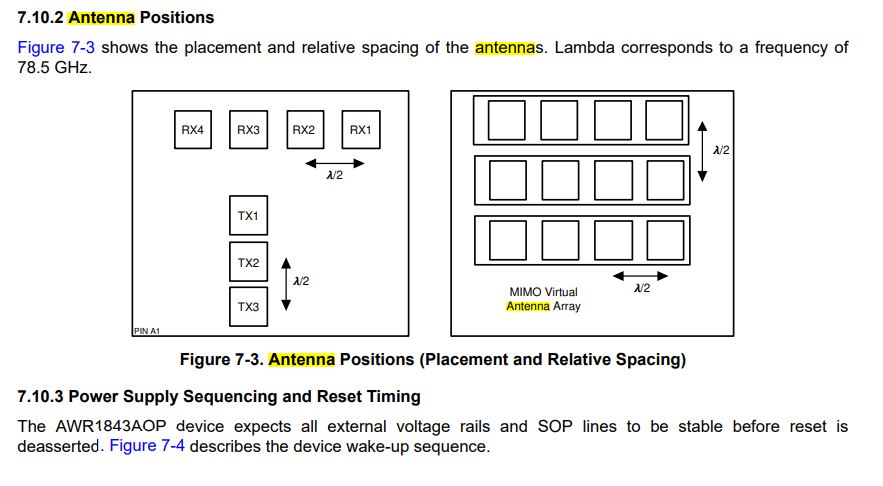 7.10.2 Antenna Positions
Figure 7-3 shows the placement and relative spacing of the antennas. Lambda corresponds to a frequency of
78.5 GHz.
RX4 RX3 RX2 RX1
λ/2
TX1
TX2
λ/2
TX3
PIN A1
λ/2
λ/2
MIMO Virtual
Antenna Array
Figure 7-3. Antenna Positions (Placement and Relative Spacing)
7.10.3 Power Supply Sequencing and Reset Timing
The AWR1843AOP device expects all external voltage rails and SOP lines to be stable before reset is
deasserted. Figure 7-4 describes the device wake-up sequence.